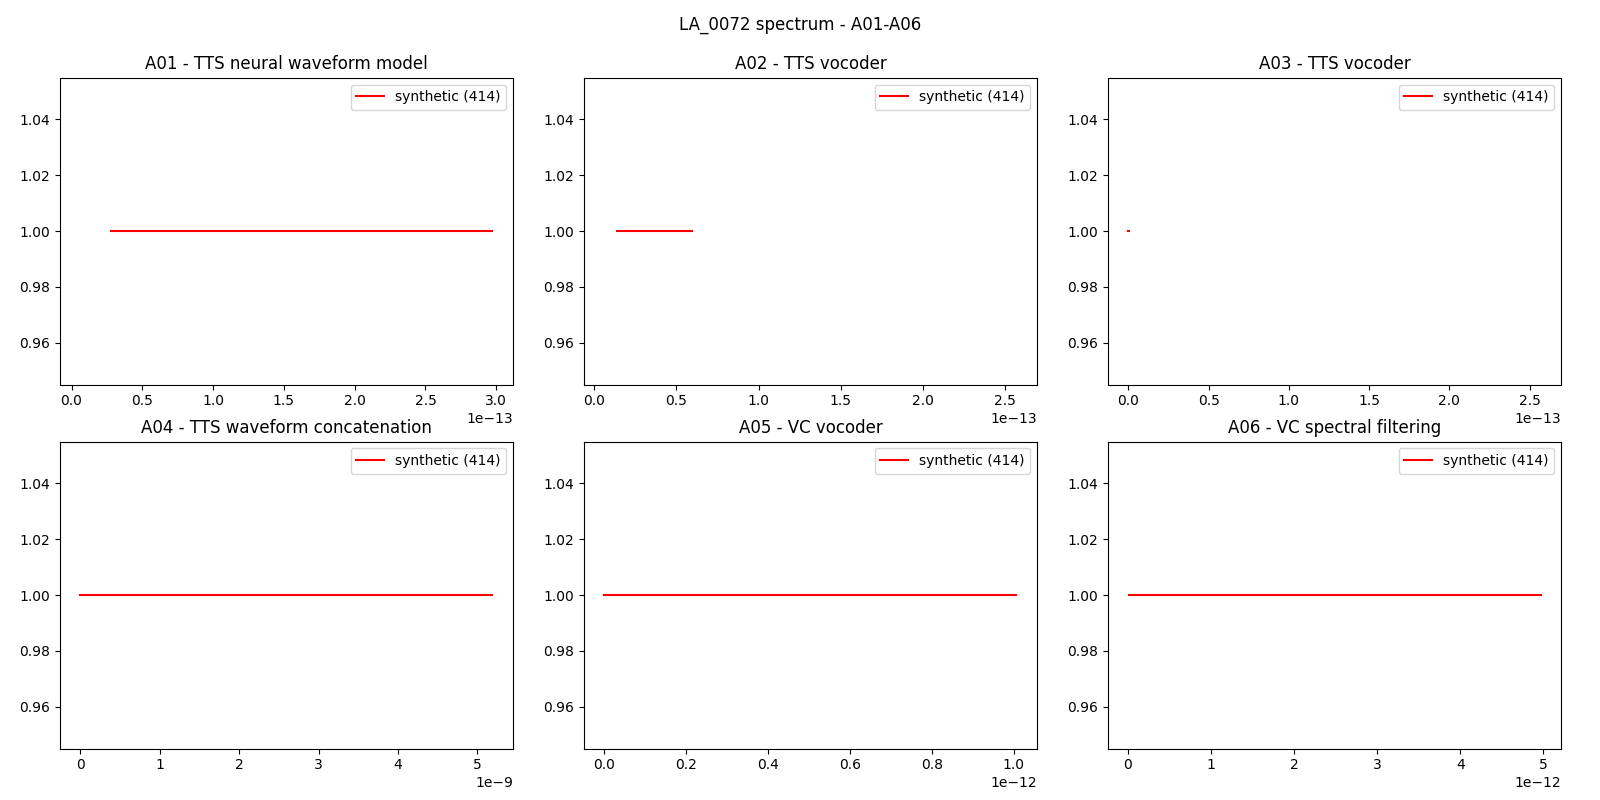 LA_0072 spectrum - A01-A06
A01 - TTS neural waveform model
synthetic (414)
1.04
1.02
1.00
0.98
0.96
0.0 0.5 1.0 1.5 2.0 2.5 3.0
1e−13
A02 - TTS vocoder
synthetic (414)
1.04
1.02
1.00
0.98
0.96
0.0 0.5 1.0 1.5 2.0 2.5
1e−13
A03 - TTS vocoder
synthetic (414)
1.04
1.02
1.00
0.98
0.96
0.0 0.5 1.0 1.5 2.0 2.5
1e−13
A04 - TTS waveform concatenation
synthetic (414)
1.04
1.02
1.00
0.98
0.96
0 1 2 3 4 5
1e−9
A05 - VC vocoder
synthetic (414)
1.04
1.02
1.00
0.98
0.96
0.0 0.2 0.4 0.6 0.8 1.0
1e−12
A06 - VC spectral filtering
synthetic (414)
1.04
1.02
1.00
0.98
0.96
0 1 2 3 4 5
1e−12